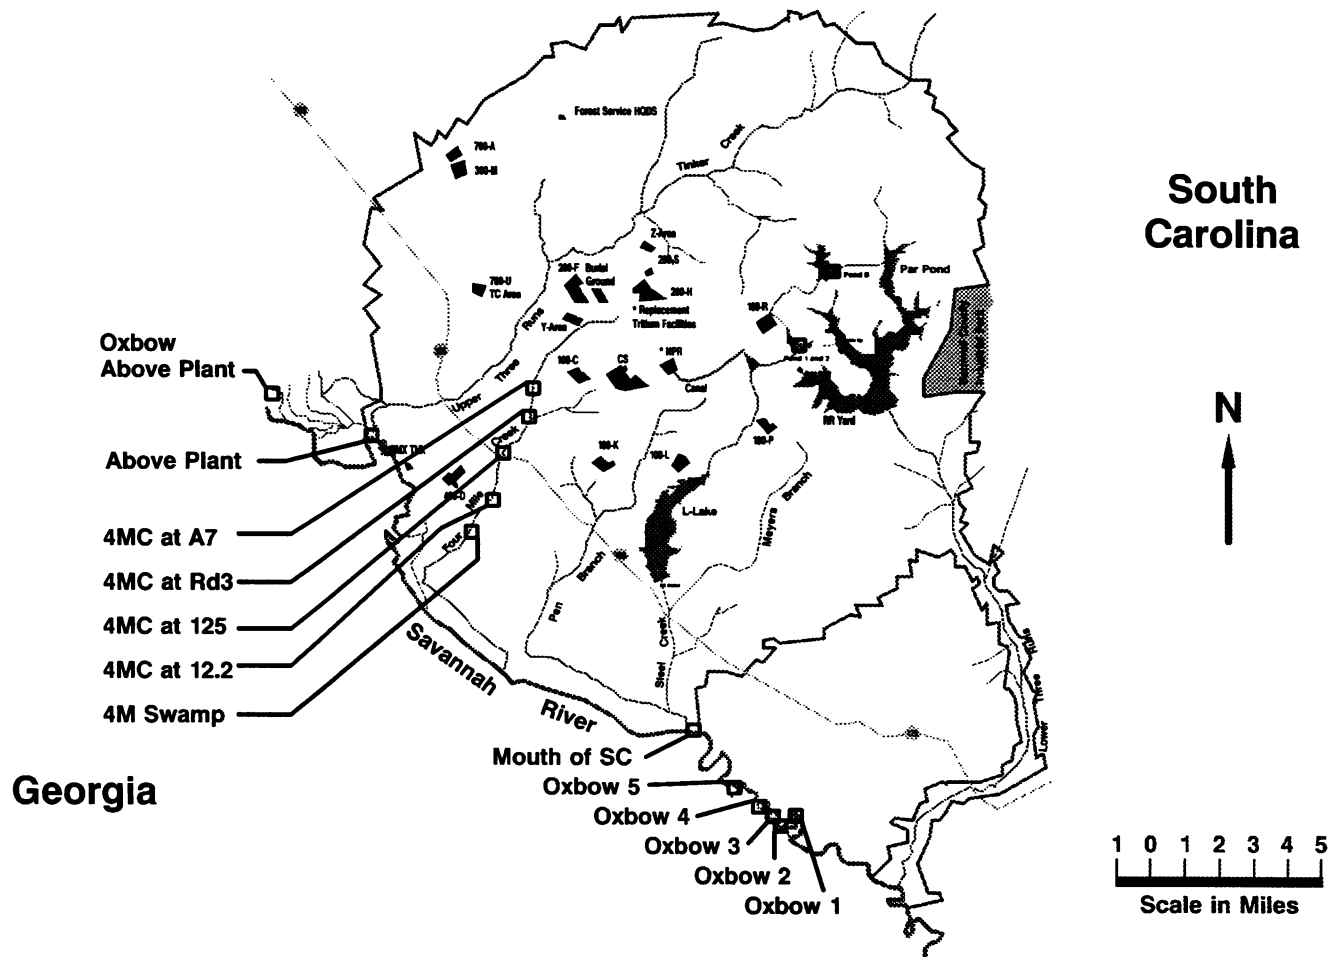 Forest Service HQDS
700-A
300-M
Tinker
Creek
South
Carolina
Z-Area
200-F
Burial
Ground
200-S
200-H
Par Pond
700-U
TC Area
* Replacement
Tritium Facilities
100-R
T-Area
Upper Three Runs
Oxbow
Above Plant
100-C
CS
* NPR
Canal
RR Yard
N
Above Plant
100-K
100-L
100-P
Creek
L-Lake
Meyers Branch
4MC at A7
Four Mile
4MC at Rd3
Pen Branch
4MC at 125
4MC at 12.2
4M Swamp
Savannah
River
Steel Creek
Lower Three Runs
Mouth of SC
Georgia
Oxbow 5
Oxbow 4
Oxbow 3
Oxbow 2
Oxbow 1
1 0 1 2 3 4 5
Scale in Miles